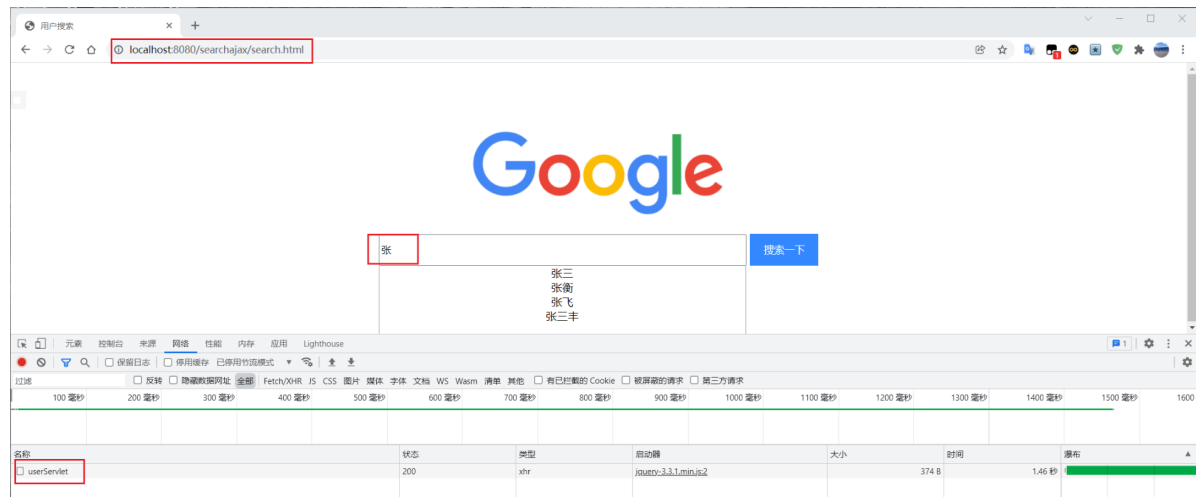 用户搜索
localhost:8080/searchajax/search.html
1
Google
张
搜索一下
张三
张衡
张飞
张三丰
元素 控制台 来源 网络 性能 内存 应用 Lighthouse 1
保留日志 停用缓存 已停用节流模式
过滤 反转 隐藏数据网址 全部 Fetch/XHR JS CSS 图片 媒体 字体 文档 WS Wasm 清单 其他 有已拦截的 Cookie 被屏蔽的请求 第三方请求
100 毫秒 200 毫秒 300 毫秒 400 毫秒 500 毫秒 600 毫秒 700 毫秒 800 毫秒 900 毫秒 1000 毫秒 1100 毫秒 1200 毫秒 1300 毫秒 1400 毫秒 1500 毫秒 1600
名称 状态 类型 启动器 大小 时间 瀑布
userServlet 200 xhr jquery-3.3.1.min.js:2 374 B 1.46 秒